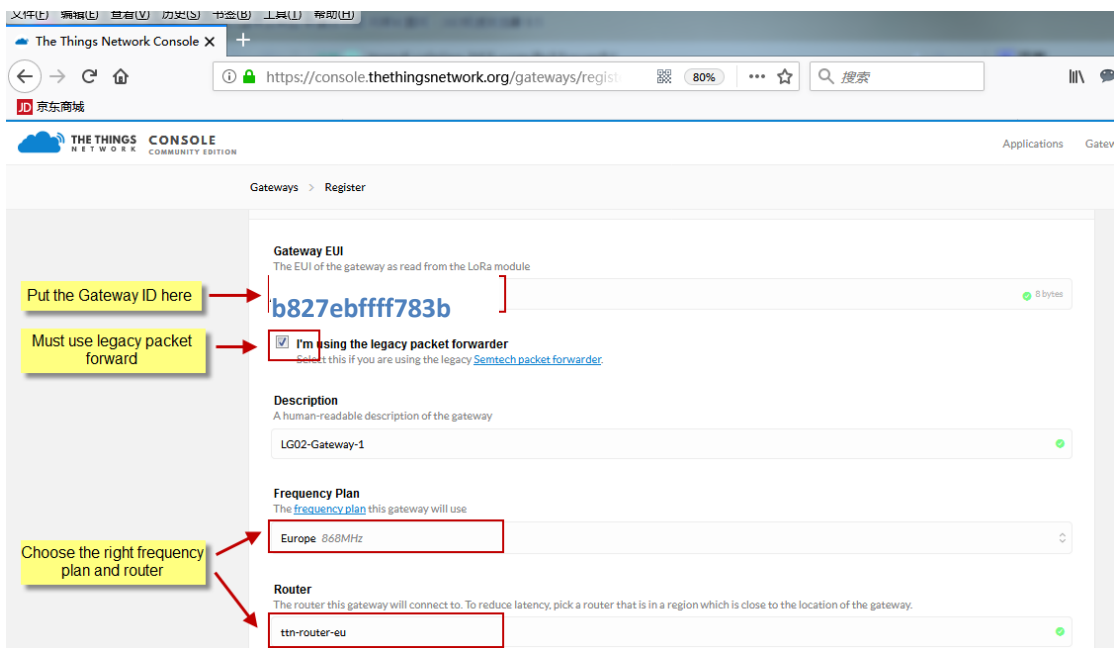 文件(F) 编辑(E) 查看(V) 历史(S) 书签(B) 工具(T) 帮助(H)
The Things Network Console
https://console.thethingsnetwork.org/gateways/regist
80%
搜索
JD 京东商城
THE THINGS NETWORK CONSOLE COMMUNITY EDITION
Applications
Gatew
Gateways > Register
Gateway EUI
The EUI of the gateway as read from the LoRa module
Put the Gateway ID here
b827ebffff783b
8 bytes
Must use legacy packet forward
I'm using the legacy packet forwarder
Select this if you are using the legacy Semtech packet forwarder.
Description
A human-readable description of the gateway
LG02-Gateway-1
Frequency Plan
The frequency plan this gateway will use
Europe 868MHz
Choose the right frequency plan and router
Router
The router this gateway will connect to. To reduce latency, pick a router that is in a region which is close to the location of the gateway.
ttn-router-eu